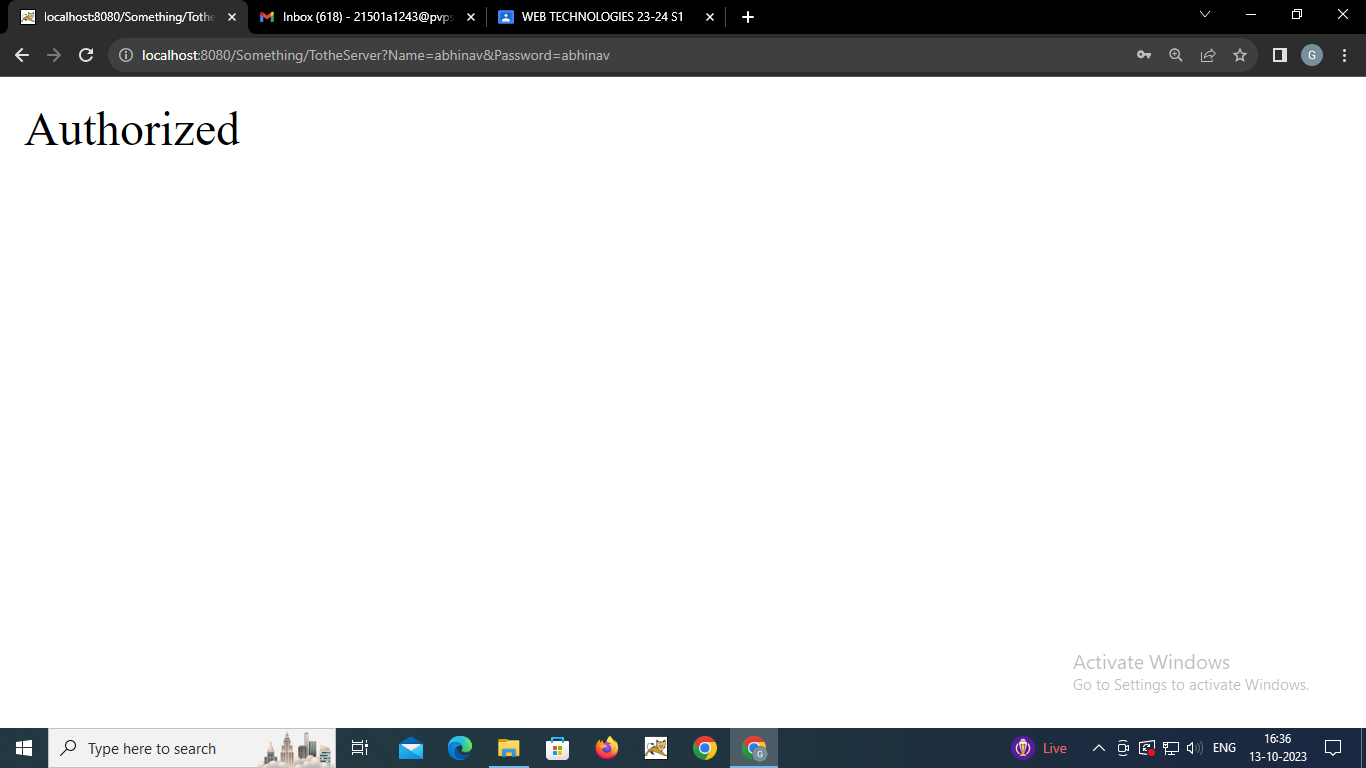 localhost:8080/Something/Tothe
Inbox (618) - 21501a1243@pvps
WEB TECHNOLOGIES 23-24 S1
localhost:8080/Something/TotheServer?Name=abhinav&Password=abhinav
G
Authorized
Activate Windows
Go to Settings to activate Windows.
Type here to search
G
Live
ENG
16:36
13-10-2023